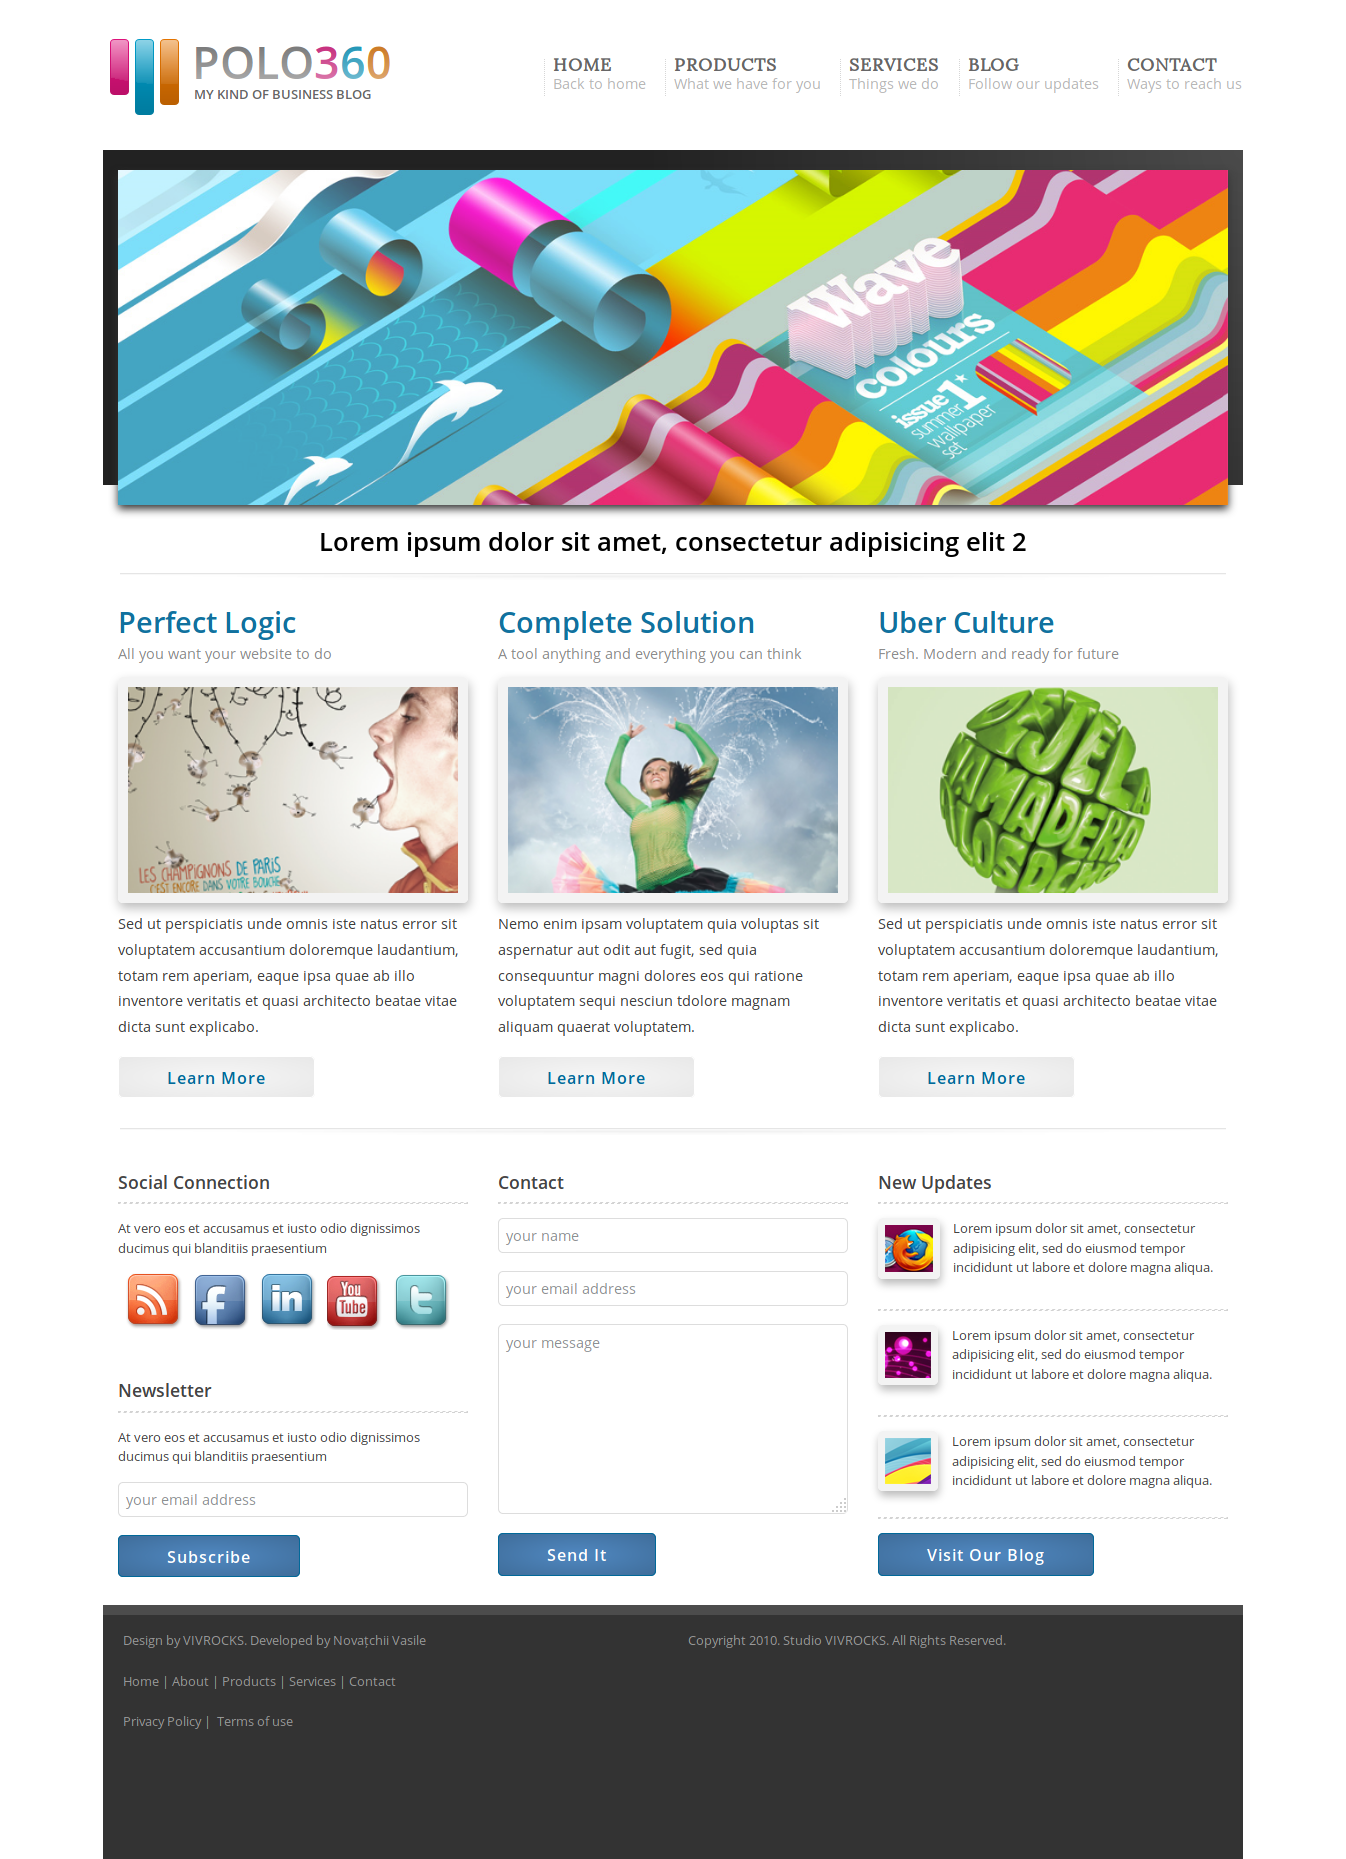 POLO360
MY KIND OF BUSINESS BLOG
HOME
Back to home
PRODUCTS
What we have for you
SERVICES
Things we do
BLOG
Follow our updates
CONTACT
Ways to reach us
Wave
colours
issue 1*
summer
wallpaper
set
Lorem ipsum dolor sit amet, consectetur adipisicing elit 2
Perfect Logic
All you want your website to do
LES CHAMPIGNONS DE PARIS
C'EST ENCORE DANS VOTRE BOUCHE
Sed ut perspiciatis unde omnis iste natus error sit
voluptatem accusantium doloremque laudantium,
totam rem aperiam, eaque ipsa quae ab illo
inventore veritatis et quasi architecto beatae vitae
dicta sunt explicabo.
Learn More
Complete Solution
A tool anything and everything you can think
Nemo enim ipsam voluptatem quia voluptas sit
aspernatur aut odit aut fugit, sed quia
consequuntur magni dolores eos qui ratione
voluptatem sequi nesciun tdolore magnam
aliquam quaerat voluptatem.
Learn More
Uber Culture
Fresh. Modern and ready for future
Sed ut perspiciatis unde omnis iste natus error sit
voluptatem accusantium doloremque laudantium,
totam rem aperiam, eaque ipsa quae ab illo
inventore veritatis et quasi architecto beatae vitae
dicta sunt explicabo.
Learn More
Social Connection
At vero eos et accusamus et iusto odio dignissimos
ducimus qui blanditiis praesentium
f
in
You
Tube
t
Newsletter
At vero eos et accusamus et iusto odio dignissimos
ducimus qui blanditiis praesentium
your email address
Subscribe
Contact
your name
your email address
your message
Send It
New Updates
Lorem ipsum dolor sit amet, consectetur
adipisicing elit, sed do eiusmod tempor
incididunt ut labore et dolore magna aliqua.
Lorem ipsum dolor sit amet, consectetur
adipisicing elit, sed do eiusmod tempor
incididunt ut labore et dolore magna aliqua.
Lorem ipsum dolor sit amet, consectetur
adipisicing elit, sed do eiusmod tempor
incididunt ut labore et dolore magna aliqua.
Visit Our Blog
Design by VIVROCKS. Developed by Novațchii Vasile
Home | About | Products | Services | Contact
Privacy Policy | Terms of use
Copyright 2010. Studio VIVROCKS. All Rights Reserved.